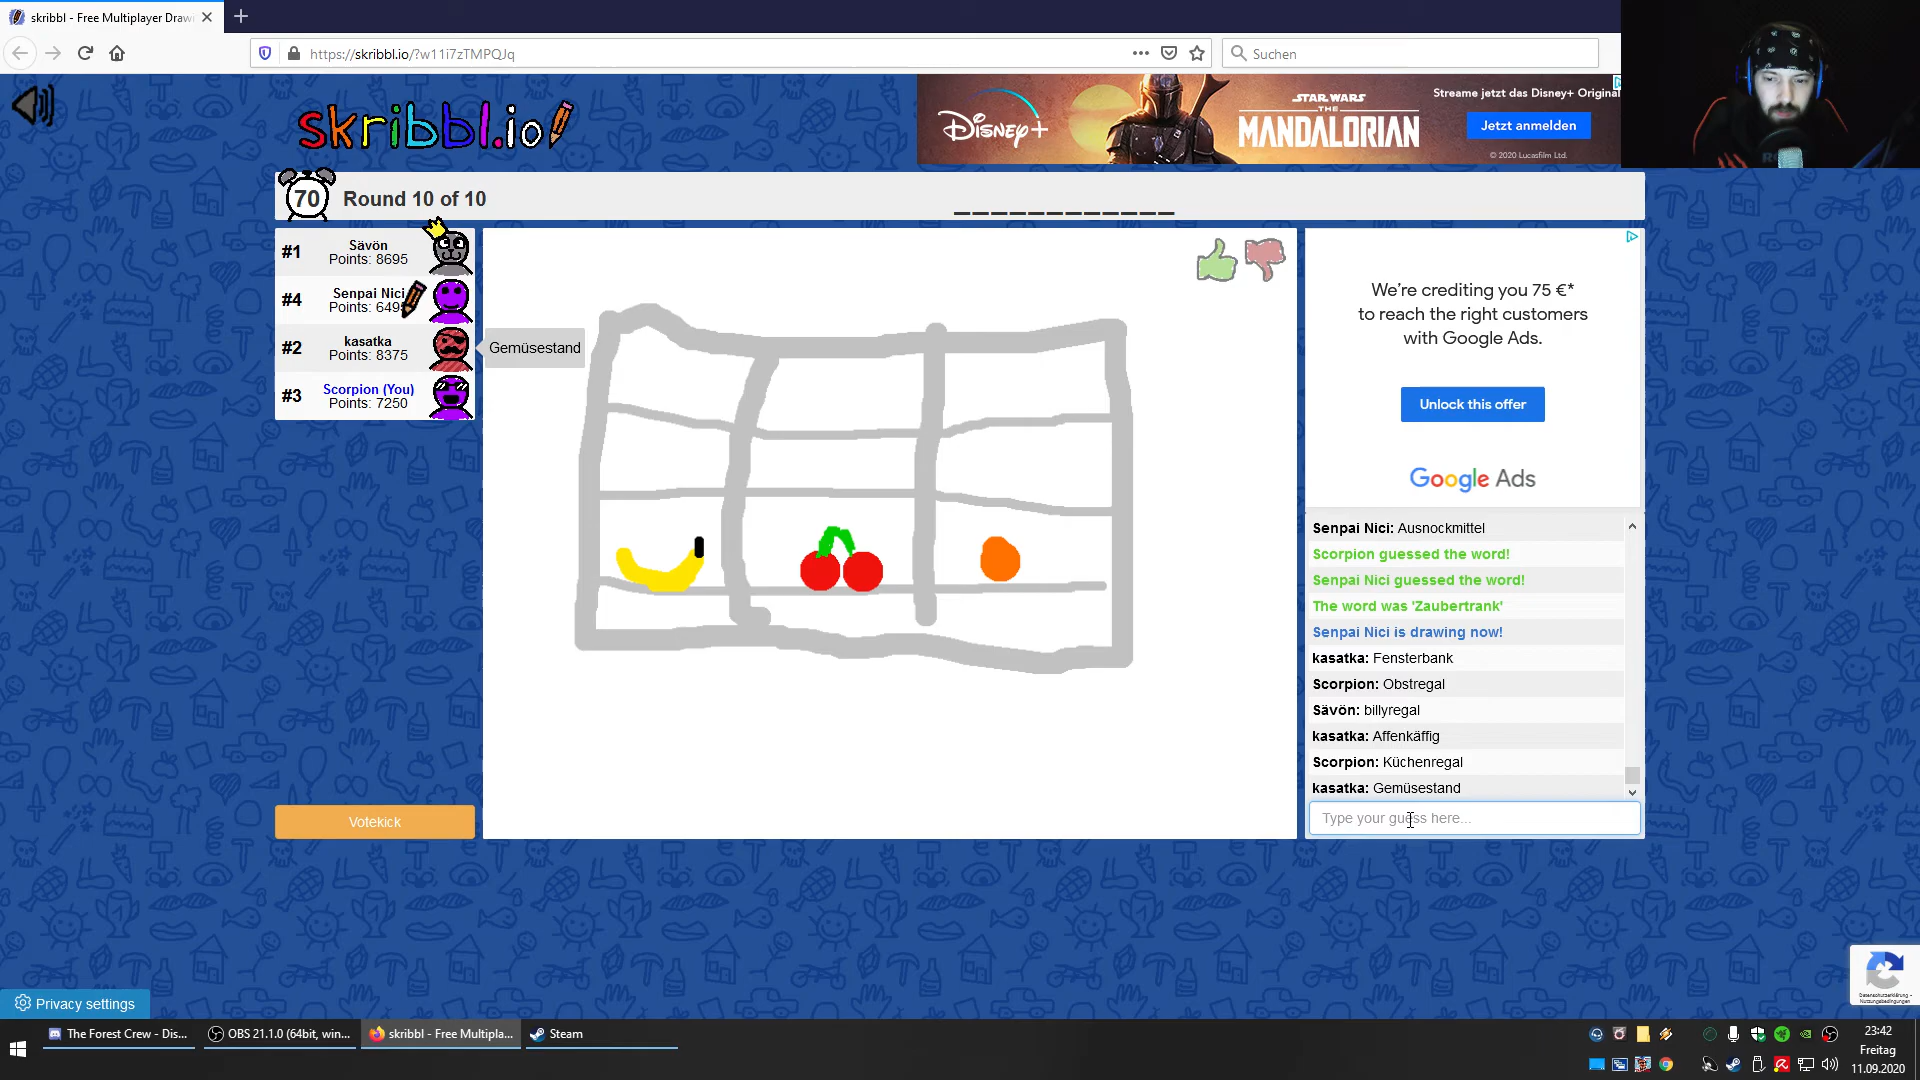 skribbl - Free Multiplayer Drawi
https://skribbl.io/?w11i7zTMPQJq
Suchen
skribbl.io
Disney+
STAR WARS
THE
MANDALORIAN
Streame jetzt das Disney+ Original
Jetzt anmelden
© 2020 Lucasfilm Ltd.
70
Round 10 of 10
____________
#1
Sävön
Points: 8695
#4
Senpai Nici
Points: 649
#2
kasatka
Points: 8375
#3
Scorpion (You)
Points: 7250
Gemüsestand
Votekick
We're crediting you 75 €*
to reach the right customers
with Google Ads.
Unlock this offer
Google Ads
Senpai Nici: Ausnockmittel
Scorpion guessed the word!
Senpai Nici guessed the word!
The word was 'Zaubertrank'
Senpai Nici is drawing now!
kasatka: Fensterbank
Scorpion: Obstregal
Sävön: billyregal
kasatka: Affenkäffig
Scorpion: Küchenregal
kasatka: Gemüsestand
Type your guess here...
Privacy settings
The Forest Crew - Dis...
OBS 21.1.0 (64bit, win...
skribbl - Free Multipla...
Steam
23:42
Freitag
11.09.2020